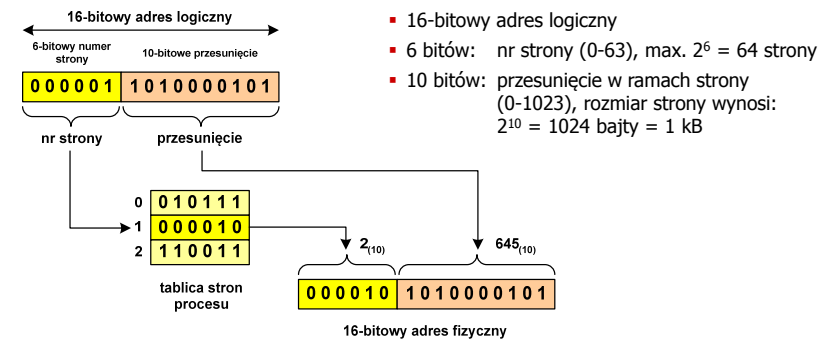 16-bitowy adres logiczny
6-bitowy numer
strony
10-bitowe przesunięcie
0 0 0 0 0 1 1 0 1 0 0 0 0 1 0 1
nr strony przesunięcie
▪ 16-bitowy adres logiczny
▪ 6 bitów: nr strony (0-63), max. 2⁶ = 64 strony
▪ 10 bitów: przesunięcie w ramach strony
(0-1023), rozmiar strony wynosi:
2¹⁰ = 1024 bajty = 1 kB
0 0 1 0 1 1 1
1 0 0 0 0 1 0
2 1 1 0 0 1 1
tablica stron
procesu
2₍₁₀₎ 645₍₁₀₎
0 0 0 0 1 0 1 0 1 0 0 0 0 1 0 1
16-bitowy adres fizyczny